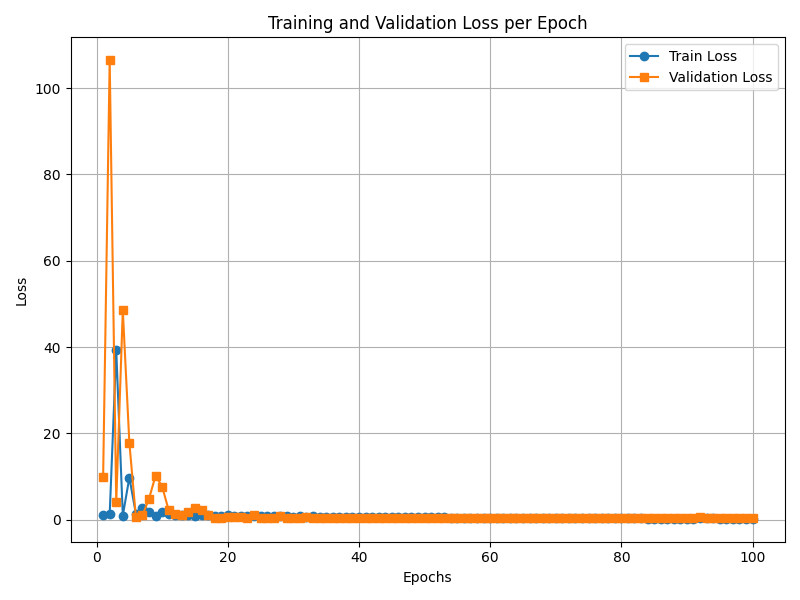 Training and Validation Loss per Epoch
Train Loss
Validation Loss
100
80
60
40
20
0
Loss
0 20 40 60 80 100
Epochs